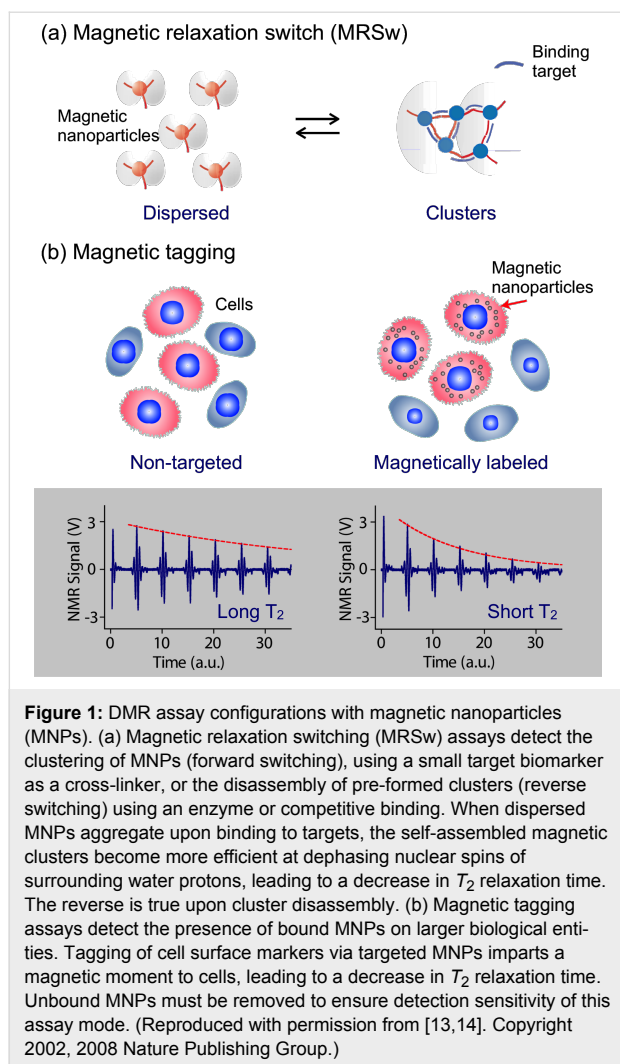 (a) Magnetic relaxation switch (MRSw)
Binding
target
Magnetic
nanoparticles
Dispersed
Clusters
(b) Magnetic tagging
Magnetic
nanoparticles
Cells
Non-targeted
Magnetically labeled
NMR Signal (V)
3
0
-3
Long T2
0
10
20
30
Time (a.u.)
NMR Signal (V)
3
0
-3
Short T2
0
10
20
30
Time (a.u.)
Figure 1: DMR assay configurations with magnetic nanoparticles
(MNPs). (a) Magnetic relaxation switching (MRSw) assays detect the
clustering of MNPs (forward switching), using a small target biomarker
as a cross-linker, or the disassembly of pre-formed clusters (reverse
switching) using an enzyme or competitive binding. When dispersed
MNPs aggregate upon binding to targets, the self-assembled magnetic
clusters become more efficient at dephasing nuclear spins of
surrounding water protons, leading to a decrease in T2 relaxation time.
The reverse is true upon cluster disassembly. (b) Magnetic tagging
assays detect the presence of bound MNPs on larger biological enti-
ties. Tagging of cell surface markers via targeted MNPs imparts a
magnetic moment to cells, leading to a decrease in T2 relaxation time.
Unbound MNPs must be removed to ensure detection sensitivity of this
assay mode. (Reproduced with permission from [13,14]. Copyright
2002, 2008 Nature Publishing Group.)